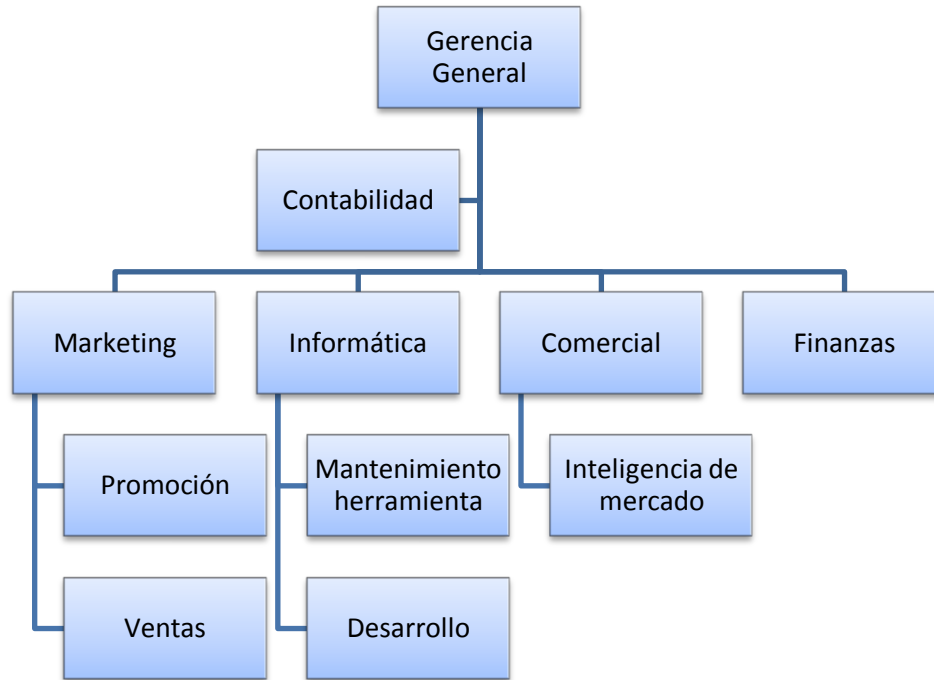 Gerencia
General
Contabilidad
Marketing
Informática
Comercial
Finanzas
Promoción
Mantenimiento
herramienta
Inteligencia de
mercado
Ventas
Desarrollo